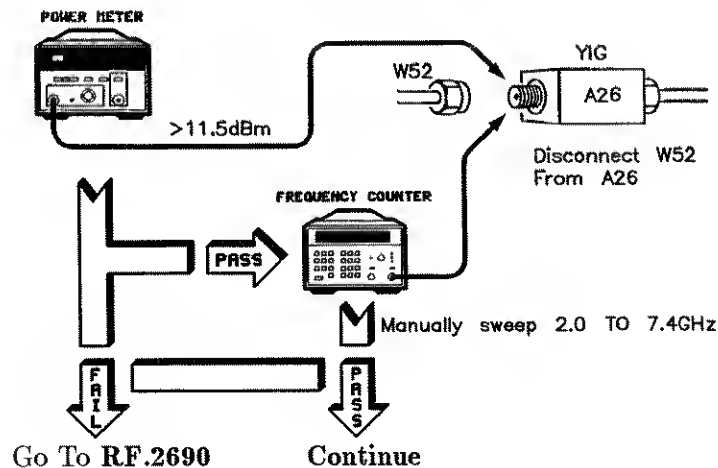 POWER METER
YIG
W52
A26
>11.5dBm
Disconnect W52
From A26
FREQUENCY COUNTER
PASS
Manually sweep 2.0 TO 7.4GHz
FAIL
PASS
Go To RF.2690
Continue